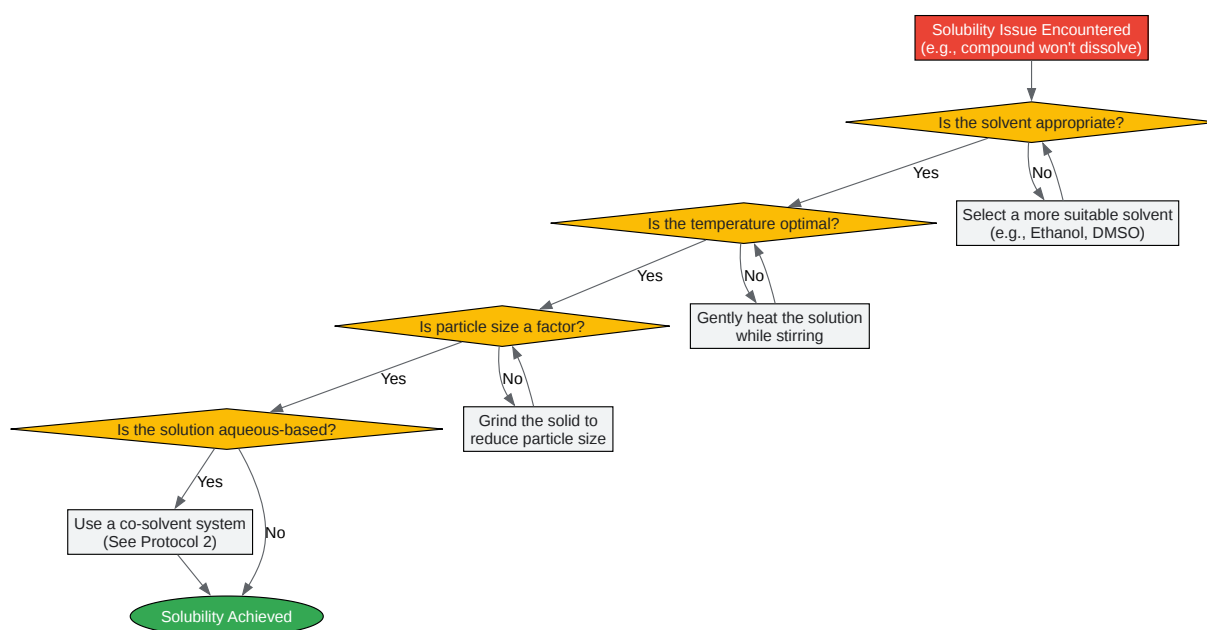 Solubility Issue Encountered
(e.g., compound won't dissolve)
Is the solvent appropriate?
Yes
No
Select a more suitable solvent
(e.g., Ethanol, DMSO)
Is the temperature optimal?
Yes
No
Gently heat the solution
while stirring
Is particle size a factor?
Yes
No
Grind the solid to
reduce particle size
Is the solution aqueous-based?
Yes
No
Use a co-solvent system
(See Protocol 2)
Solubility Achieved